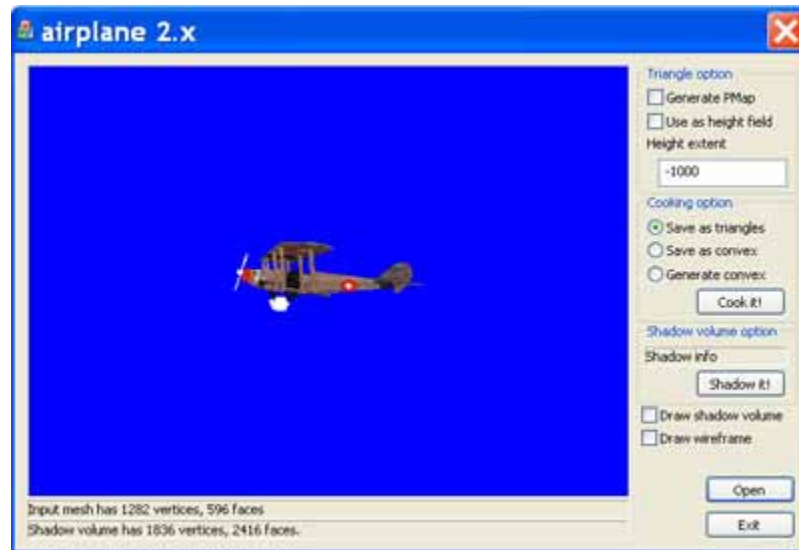 airplane 2.x
Triangle option
Generate PMap
Use as height field
Height extent
-1000
Cooking option
Save as triangles
Save as convex
Generate convex
Cook it!
Shadow volume option
Shadow info
Shadow it!
Draw shadow volume
Draw wireframe
Open
Exit
Input mesh has 1282 vertices, 596 faces
Shadow volume has 1836 vertices, 2416 faces.